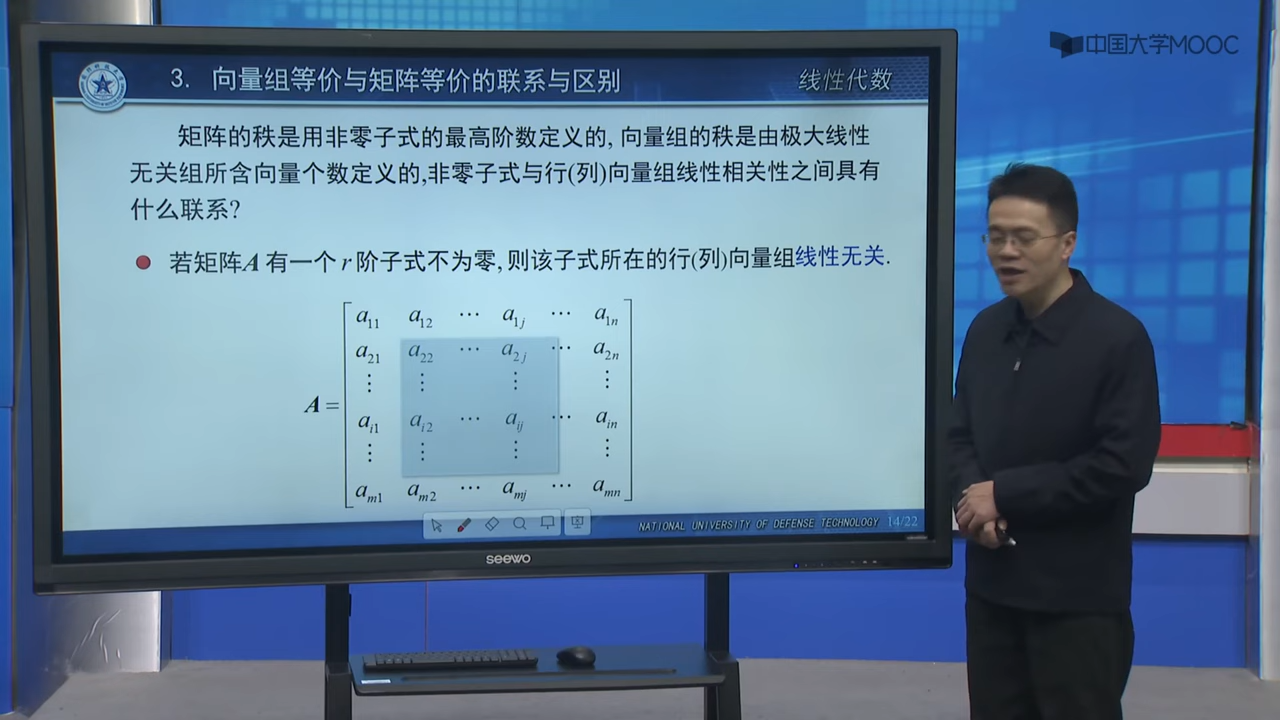 中国大学MOOC
3. 向量组等价与矩阵等价的联系与区别
线性代数
矩阵的秩是用非零子式的最高阶数定义的, 向量组的秩是由极大线性
无关组所含向量个数定义的,非零子式与行(列)向量组线性相关性之间具有
什么联系?
● 若矩阵A 有一个 r 阶子式不为零, 则该子式所在的行(列)向量组线性无关.
a11 a12 ⋯ a1j ⋯ a1n
a21 a22 ⋯ a2j ⋯ a2n
⋮ ⋮ ⋮ ⋮
A =
ai1 ai2 ⋯ aij ⋯ ain
⋮ ⋮ ⋮ ⋮
am1 am2 ⋯ amj ⋯ amn
NATIONAL UNIVERSITY OF DEFENSE TECHNOLOGY 14/22
seewo